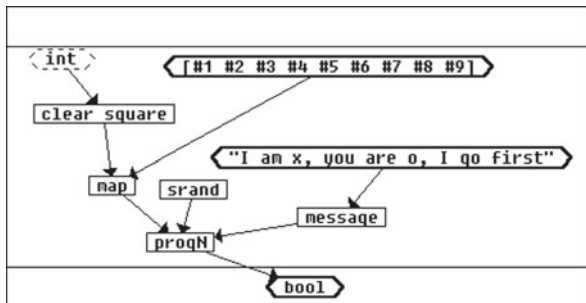 int
[#1 #2 #3 #4 #5 #6 #7 #8 #9]
clear square
"I am x, you are o, I go first"
map
srand
message
progN
bool